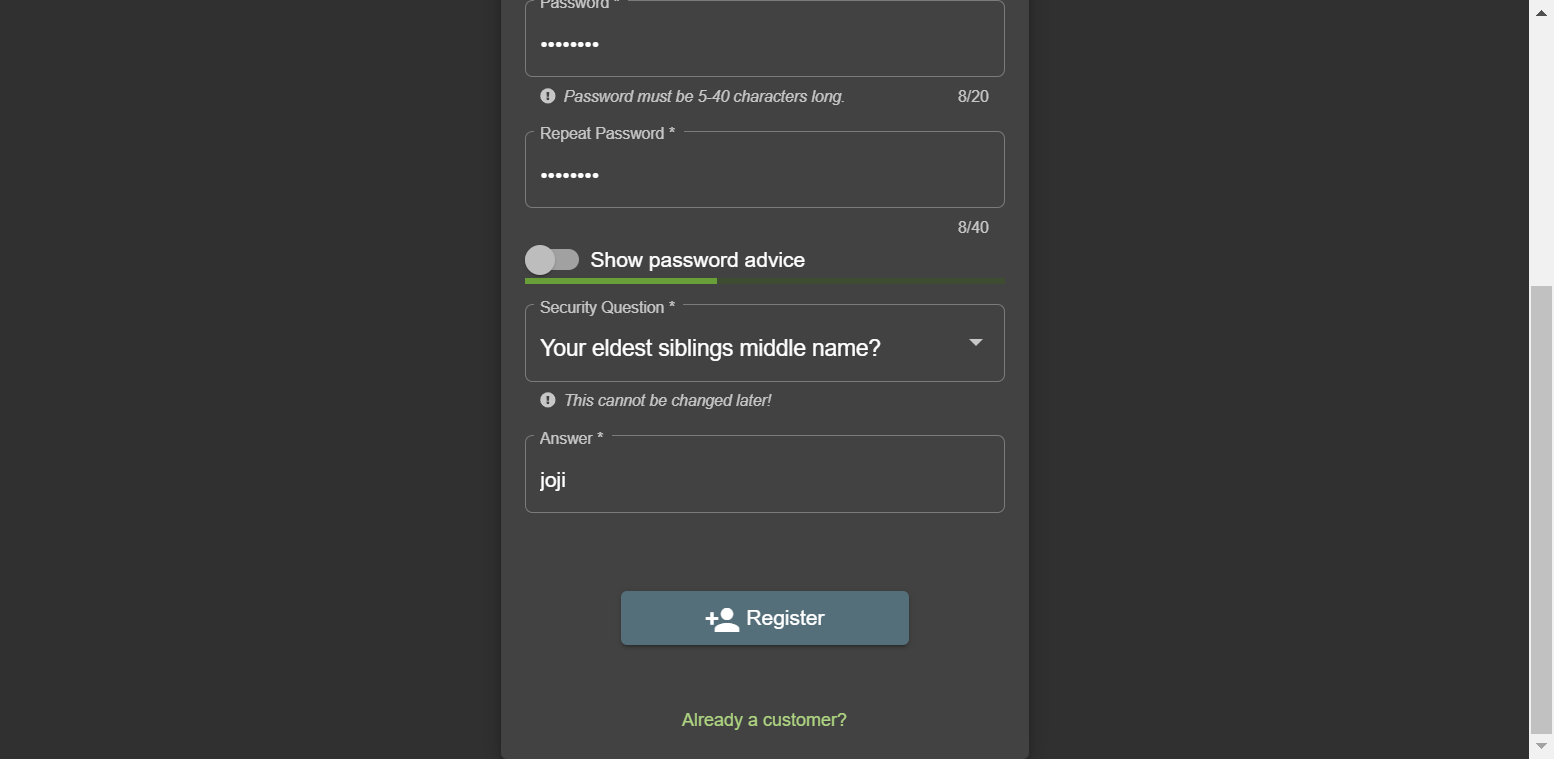 Password *
••••••••
Password must be 5-40 characters long. 8/20
Repeat Password *
••••••••
8/40
Show password advice
Security Question *
Your eldest siblings middle name?
This cannot be changed later!
Answer *
joji
Register
Already a customer?